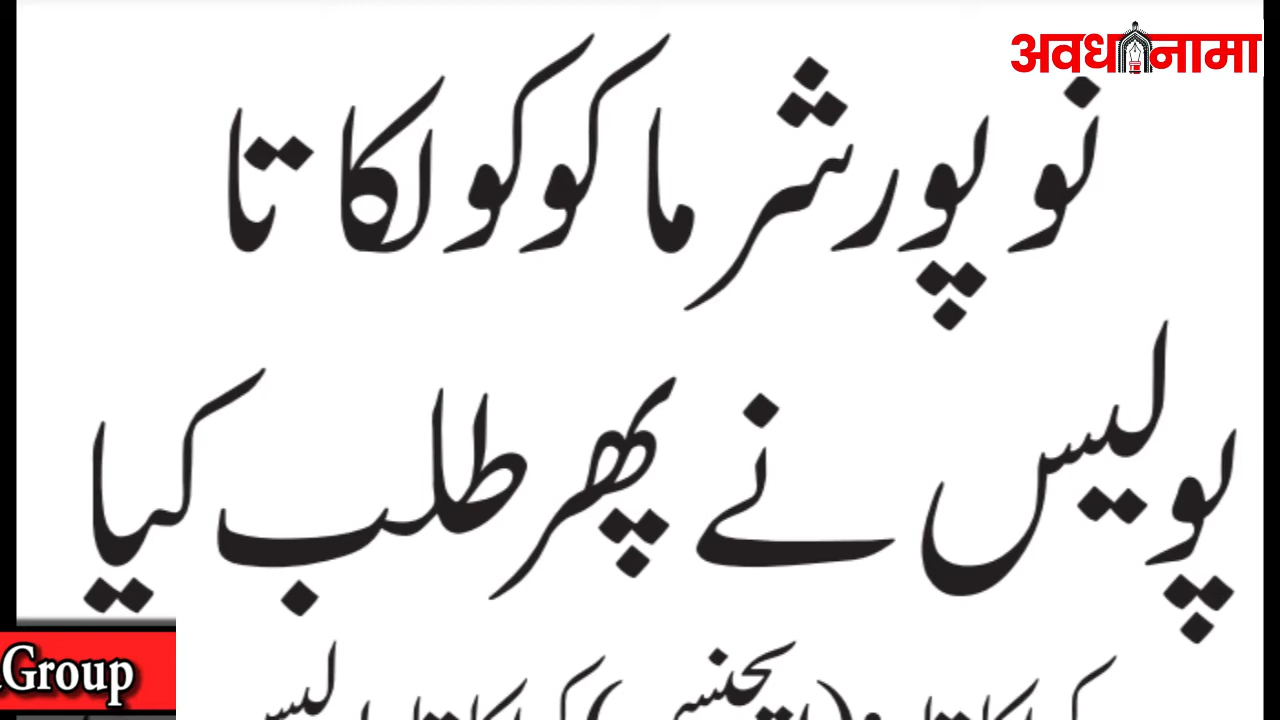 अवधनामा
نوپور شرما کو کولکاتا
پولیس نے پھر طلب کیا
Group